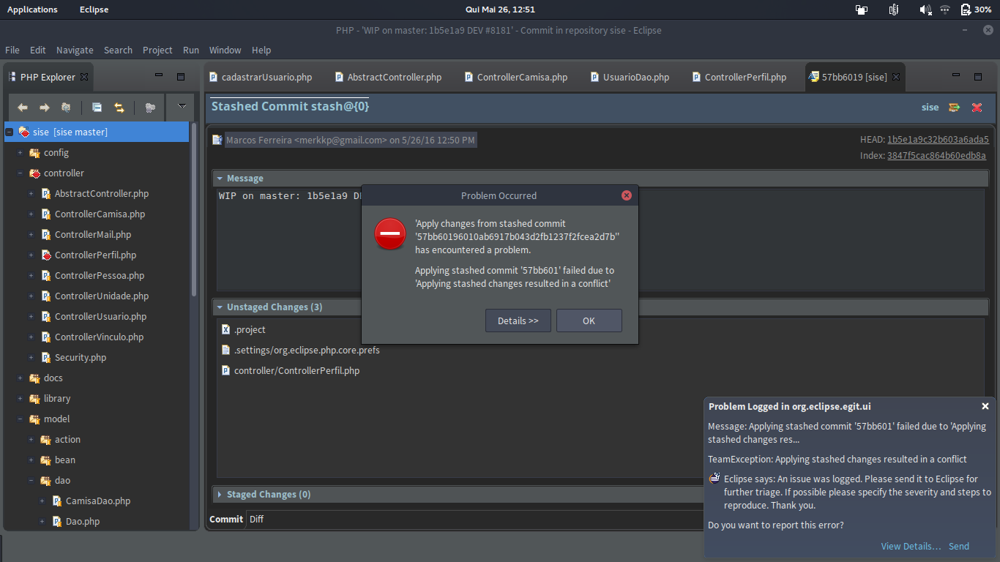 Applications Eclipse Qui Mai 26, 12:51 30%
PHP - 'WIP on master: 1b5e1a9 DEV #8181' - Commit in repository sise - Eclipse
File Edit Navigate Search Project Run Window Help
PHP Explorer
cadastrarUsuario.php AbstractController.php ControllerCamisa.php UsuarioDao.php ControllerPerfil.php 57bb6019 [sise]
Stashed Commit stash@{0}
sise
sise [sise master]
config
controller
AbstractController.php
ControllerCamisa.php
ControllerMail.php
ControllerPerfil.php
ControllerPessoa.php
ControllerUnidade.php
ControllerUsuario.php
ControllerVinculo.php
Security.php
docs
library
model
action
bean
dao
CamisaDao.php
Dao.php
Marcos Ferreira <merkkp@gmail.com> on 5/26/16 12:50 PM
HEAD: 1b5e1a9c32b603a6ada5
Index: 3847f5cac864b60edb8a
Message
WIP on master: 1b5e1a9
Problem Occurred
'Apply changes from stashed commit
'57bb60196010ab6917b043d2fb1237f2fcea2d7b''
has encountered a problem.
Applying stashed commit '57bb601' failed due to
'Applying stashed changes resulted in a conflict'
Details >> OK
Unstaged Changes (3)
.project
.settings/org.eclipse.php.core.prefs
controller/ControllerPerfil.php
Staged Changes (0)
Commit Diff
Problem Logged in org.eclipse.egit.ui
Message: Applying stashed commit '57bb601' failed due to 'Applying
stashed changes res...
TeamException: Applying stashed changes resulted in a conflict
Eclipse says: An issue was logged. Please send it to Eclipse for
further triage. If possible please specify the severity and steps to
reproduce. Thank you.
Do you want to report this error?
View Details... Send